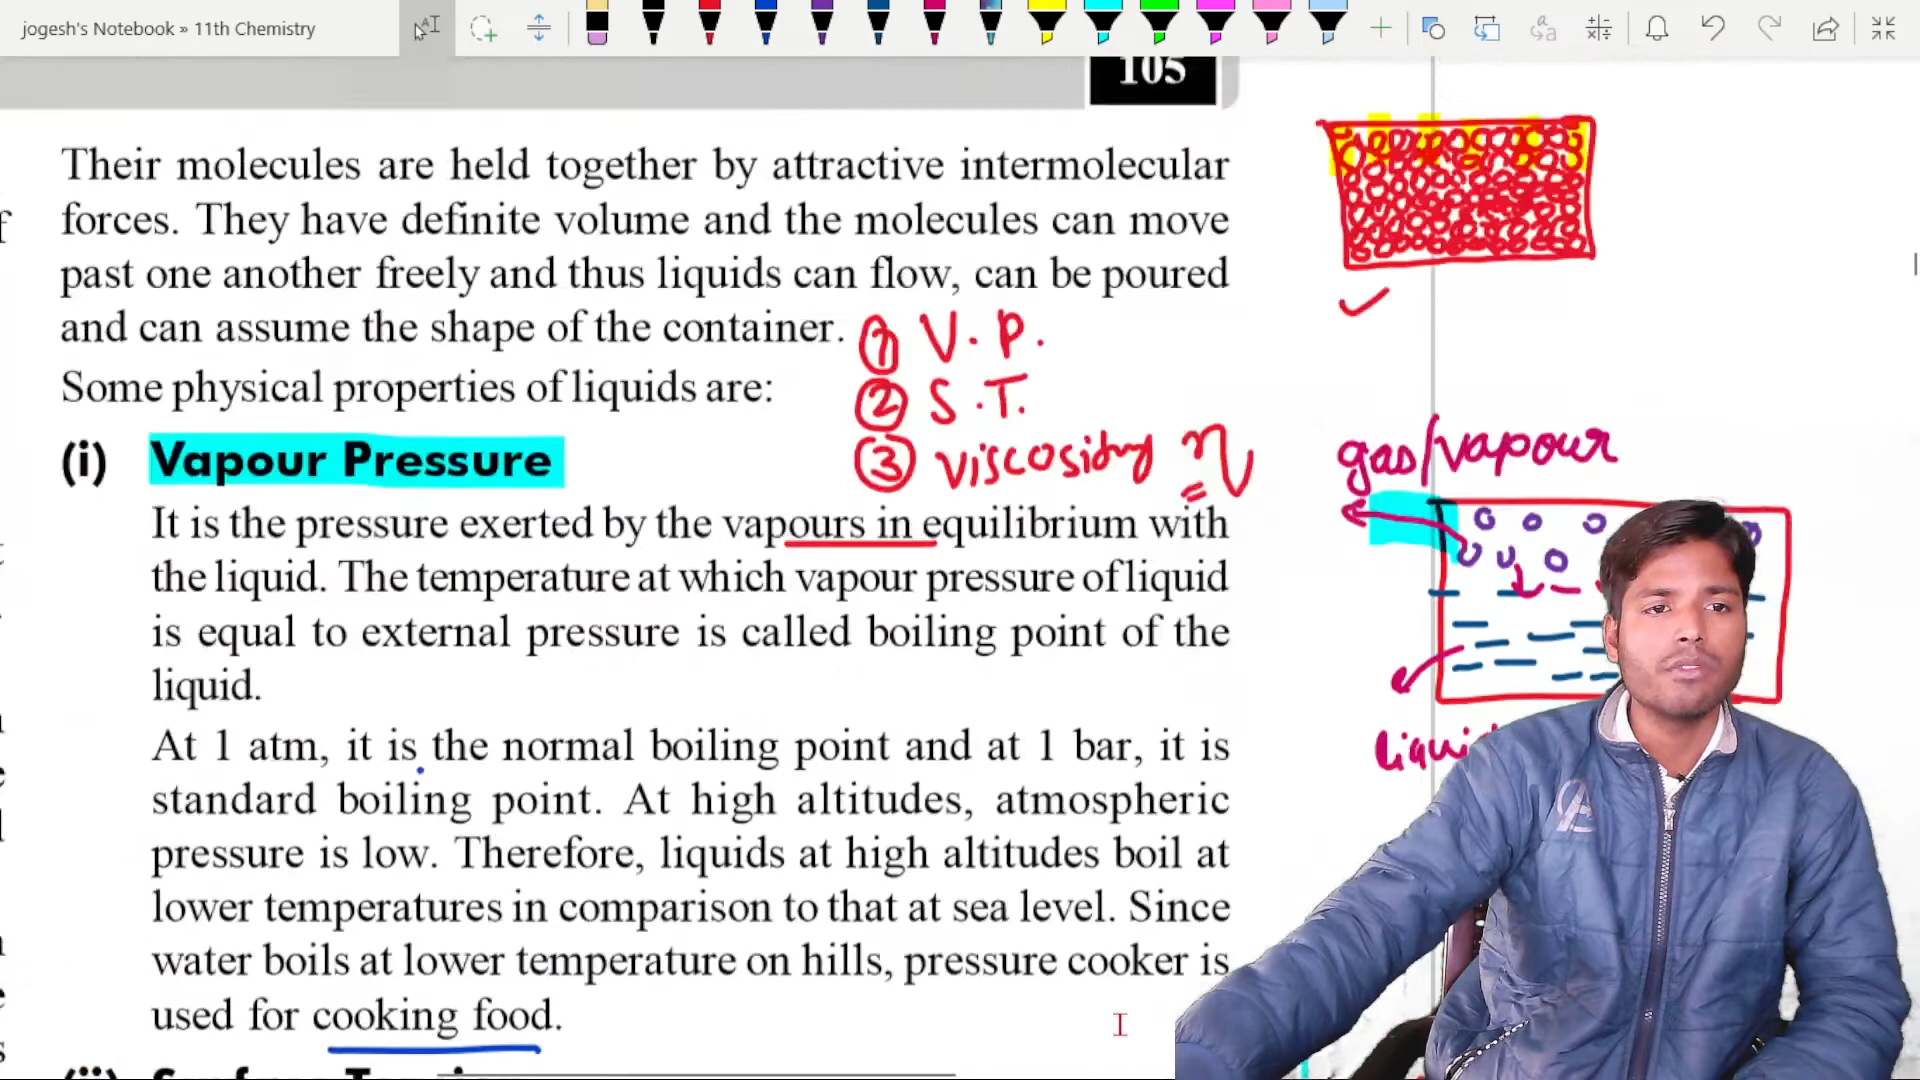 jogesh's Notebook » 11th Chemistry
105
Their molecules are held together by attractive intermolecular
forces. They have definite volume and the molecules can move
past one another freely and thus liquids can flow, can be poured
and can assume the shape of the container.
① V. P.
Some physical properties of liquids are:
② S.T.
③ viscosity η
(i) Vapour Pressure
It is the pressure exerted by the vapours in equilibrium with
the liquid. The temperature at which vapour pressure of liquid
is equal to external pressure is called boiling point of the
liquid.
At 1 atm, it is the normal boiling point and at 1 bar, it is
standard boiling point. At high altitudes, atmospheric
pressure is low. Therefore, liquids at high altitudes boil at
lower temperatures in comparison to that at sea level. Since
water boils at lower temperature on hills, pressure cooker is
used for cooking food.
gas/vapour